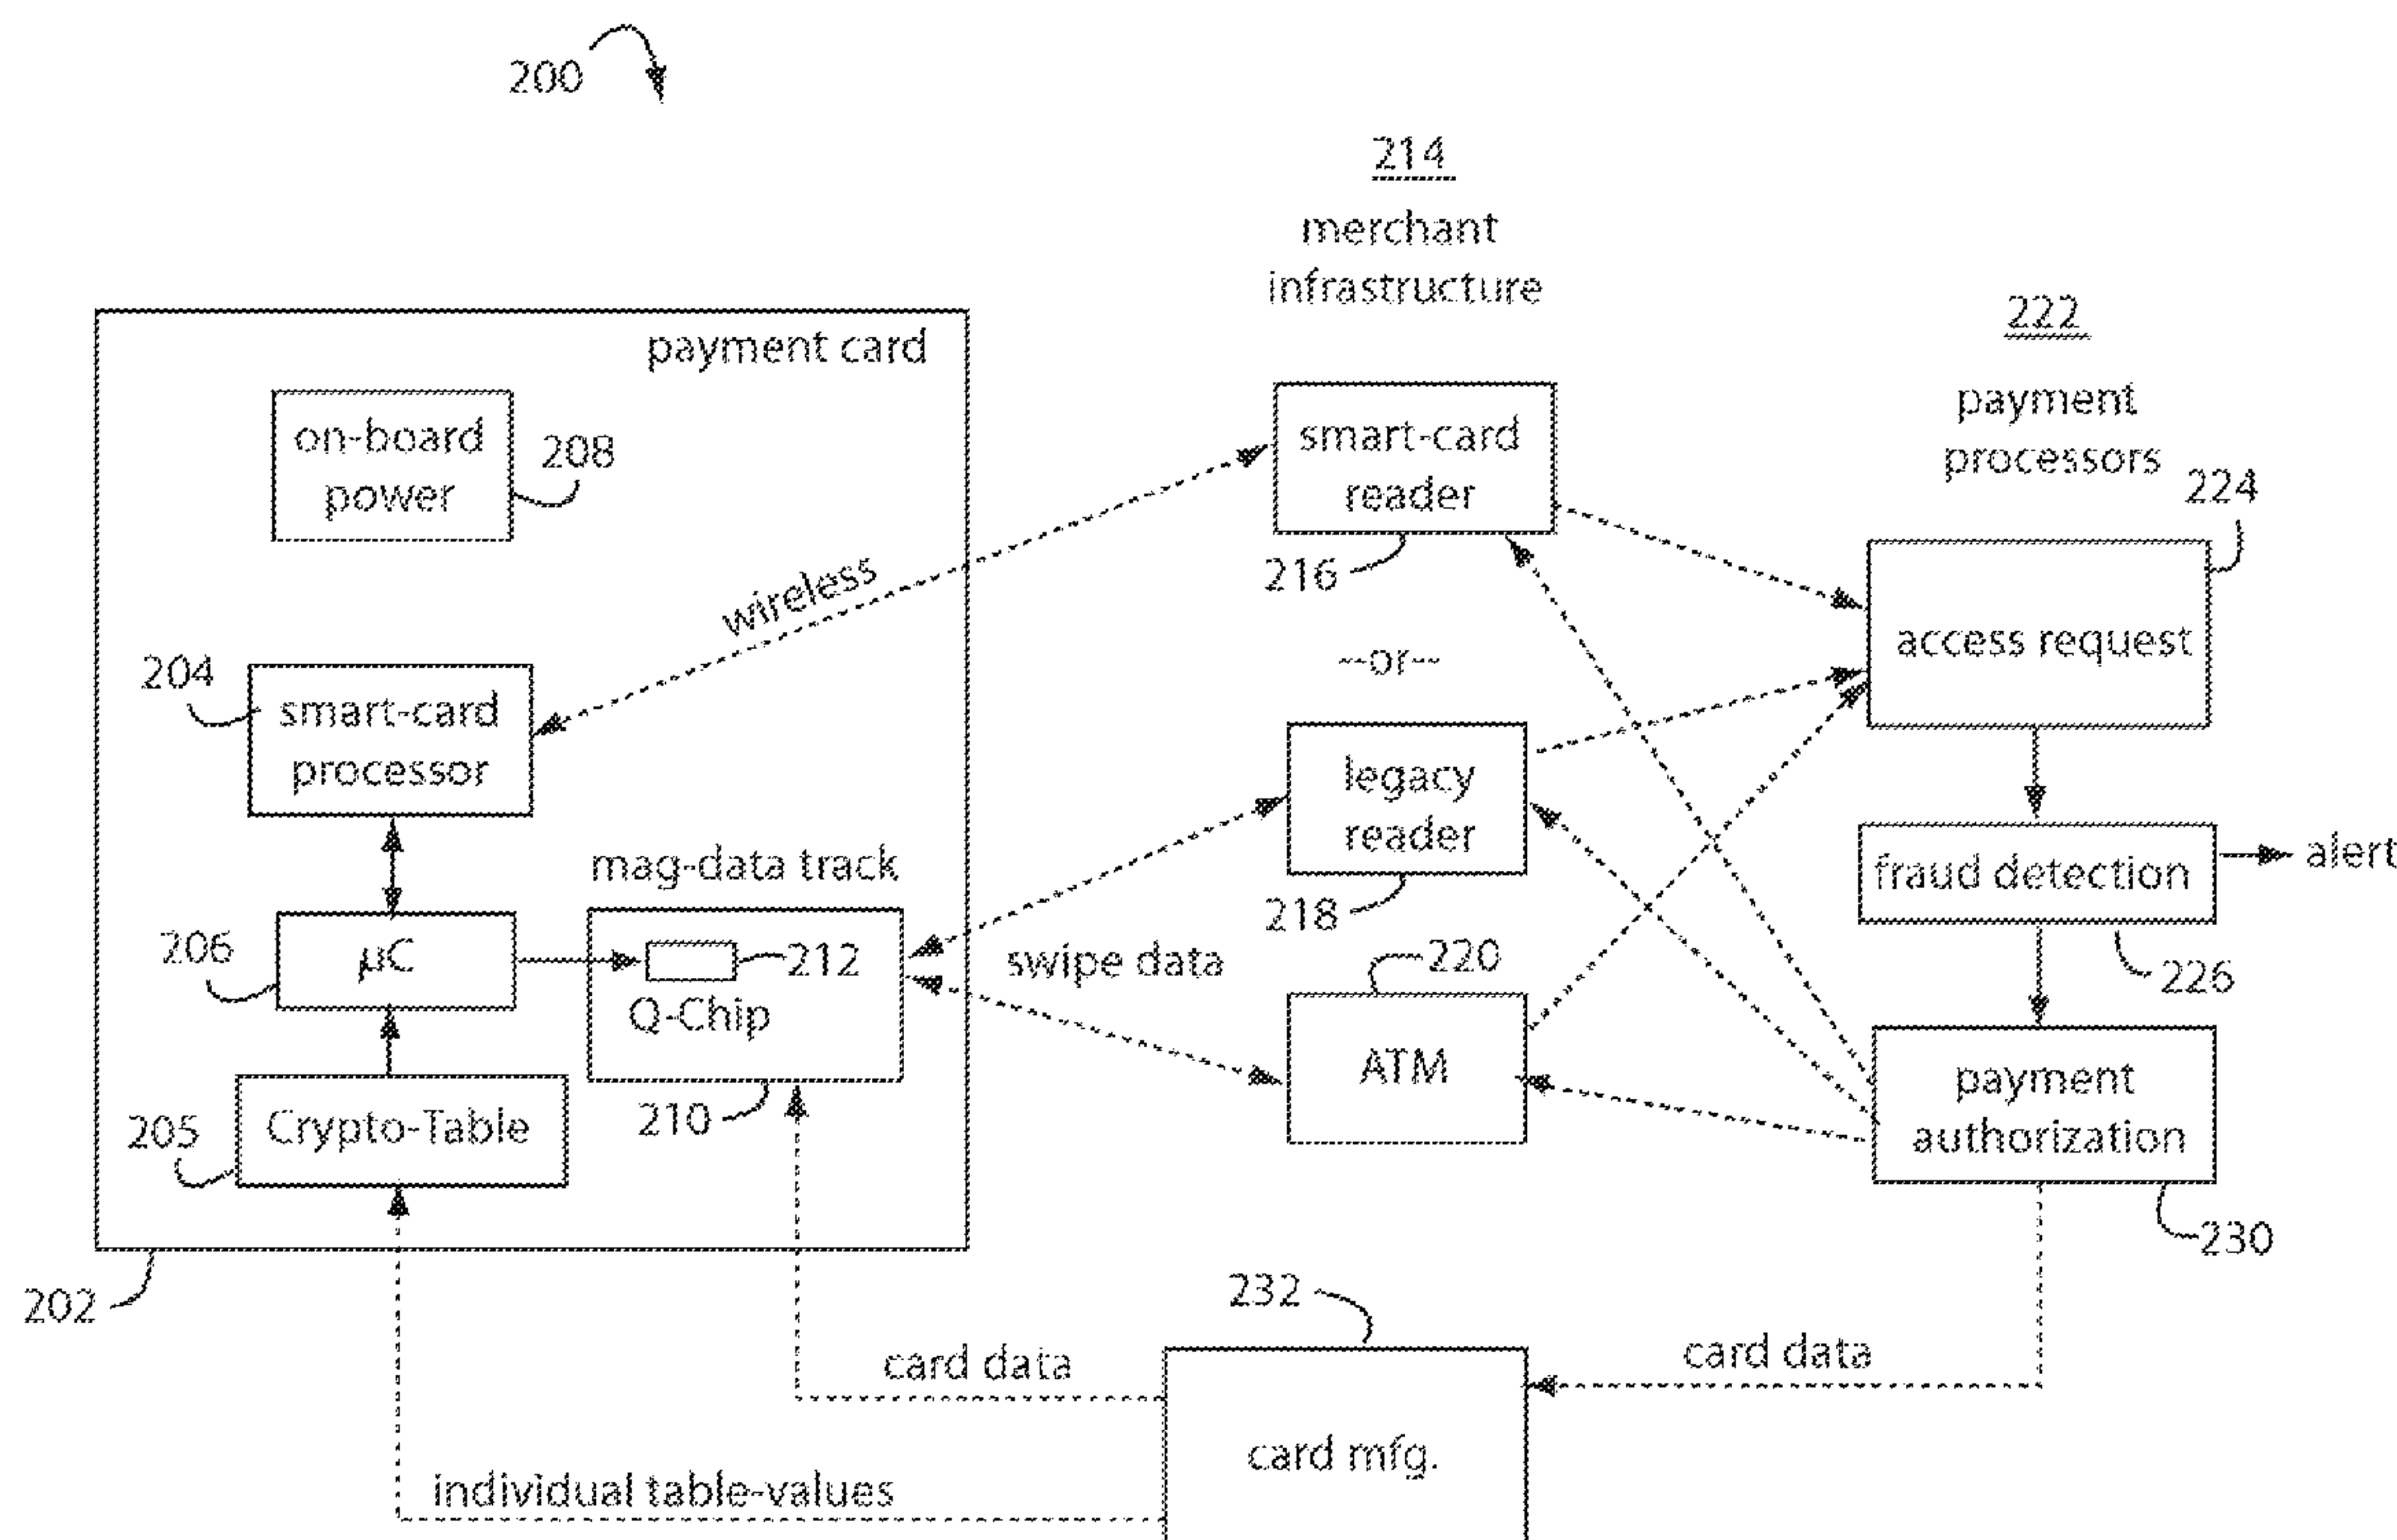 200
214
merchant
infrastructure
222
payment
processors
224
payment card
on-board
power
208
smart-card
reader
216
wireless
access request
--or--
204
smart-card
processor
legacy
reader
218
fraud detection
alert
226
mag-data track
206
µC
212
Q-Chip
210
swipe data
220
ATM
payment
authorization
230
205
Crypto-Table
202
232
card data
card data
card mfg.
individual table-values